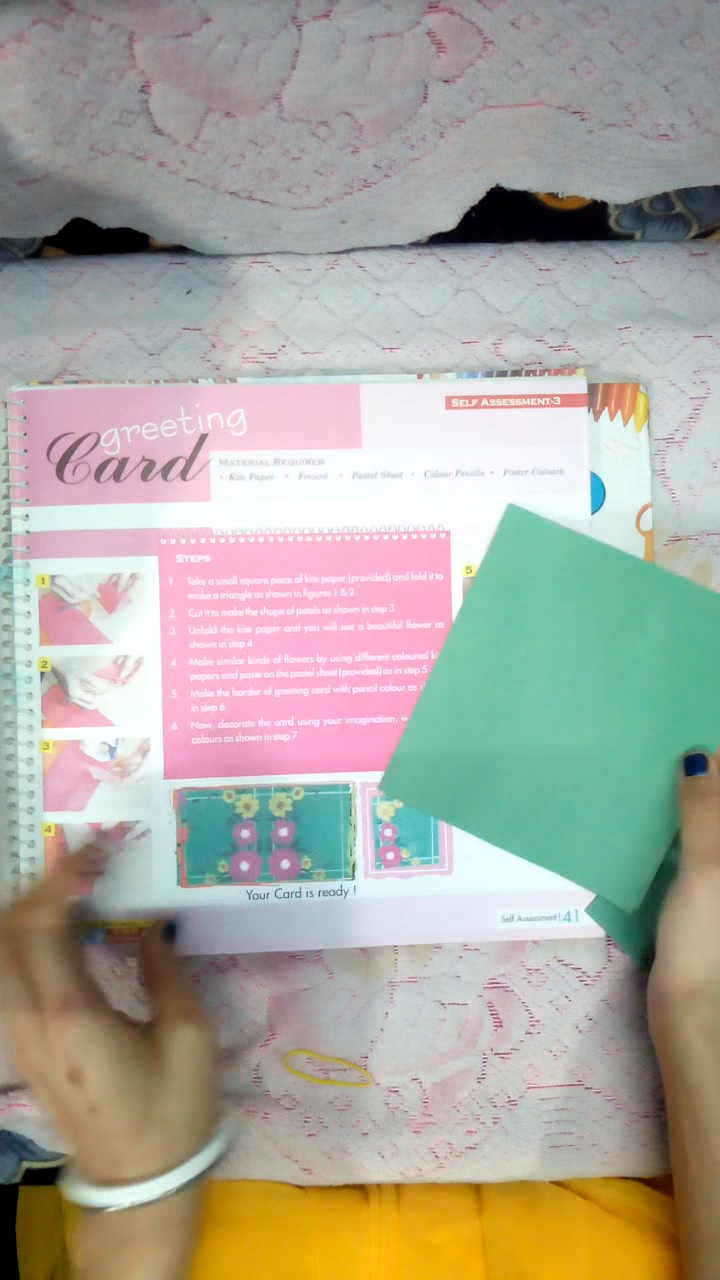 greeting
Card
SELF ASSESSMENT-3
MATERIAL REQUIRED
• Kite Paper • Fevicol • Pastel Sheet • Colour Pencils • Poster Colours
STEPS
1 Take a small square piece of kite paper (provided) and fold it to
make a triangle as shown in figures 1 & 2.
2. Cut it to make the shape of petals as shown in step 3
3. Unfold the kite paper and you will see a beautiful flower as
shown in step 4.
4. Make similar kinds of flowers by using different coloured
papers and paste on the pastel sheet (provided) as in step 5
5. Make the border of greeting card with pencil colour as
in step 6
6 Now, decorate the card using your imagination,
colours as shown in step 7
1
2
3
4
5
Your Card is ready !
Self Assessment | 41